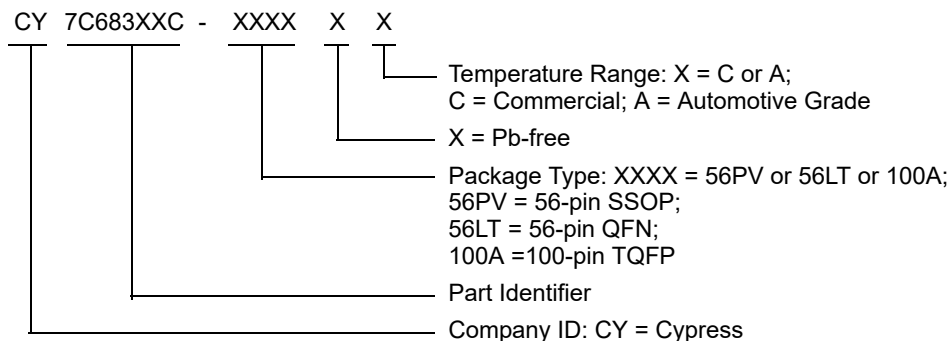 CY 7C683XXC - XXXX X X
Temperature Range: X = C or A;
C = Commercial; A = Automotive Grade
X = Pb-free
Package Type: XXXX = 56PV or 56LT or 100A;
56PV = 56-pin SSOP;
56LT = 56-pin QFN;
100A =100-pin TQFP
Part Identifier
Company ID: CY = Cypress